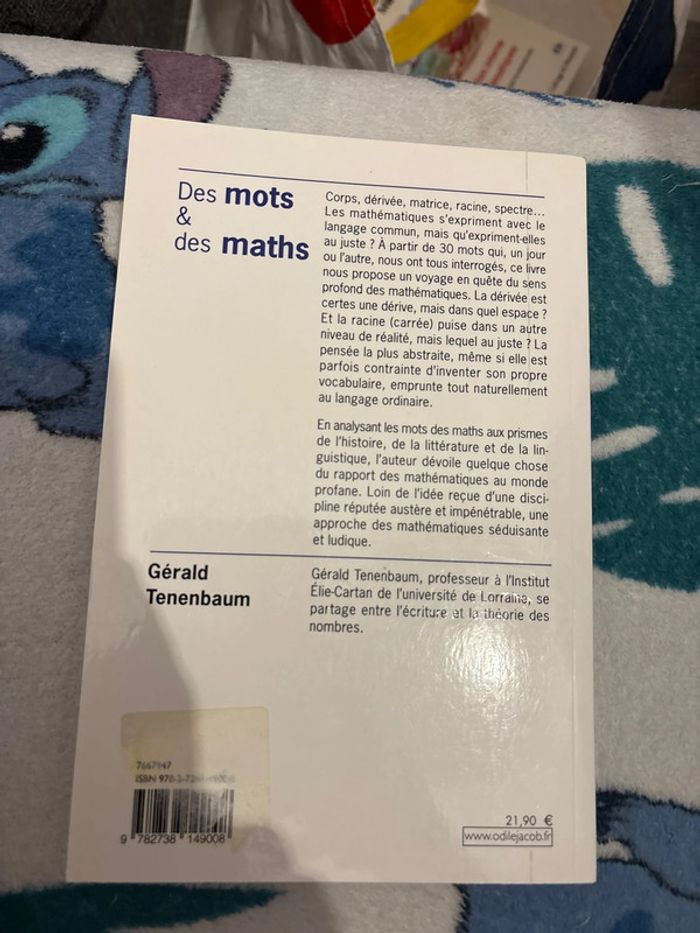 Des mots
&
des maths
Corps, dérivée, matrice, racine, spectre...
Les mathématiques s'expriment avec le
langage commun, mais qu'expriment-elles
au juste ? À partir de 30 mots qui, un jour
ou l'autre, nous ont tous interrogés, ce livre
nous propose un voyage en quête du sens
profond des mathématiques. La dérivée est
certes une dérive, mais dans quel espace ?
Et la racine (carrée) puise dans un autre
niveau de réalité, mais lequel au juste ? La
pensée la plus abstraite, même si elle est
parfois contrainte d'inventer son propre
vocabulaire, emprunte tout naturellement
au langage ordinaire.
En analysant les mots des maths aux prismes
de l'histoire, de la littérature et de la lin-
guistique, l'auteur dévoile quelque chose
du rapport des mathématiques au monde
profane. Loin de l'idée reçue d'une disci-
pline réputée austère et impénétrable, une
approche des mathématiques séduisante
et ludique.
Gérald
Tenenbaum
Gérald Tenenbaum, professeur à l'Institut
Élie-Cartan de l'université de Lorraine, se
partage entre l'écriture et la théorie des
nombres.
7667947
ISBN
9 782738 149008
21,90 €
www.odilejacob.fr